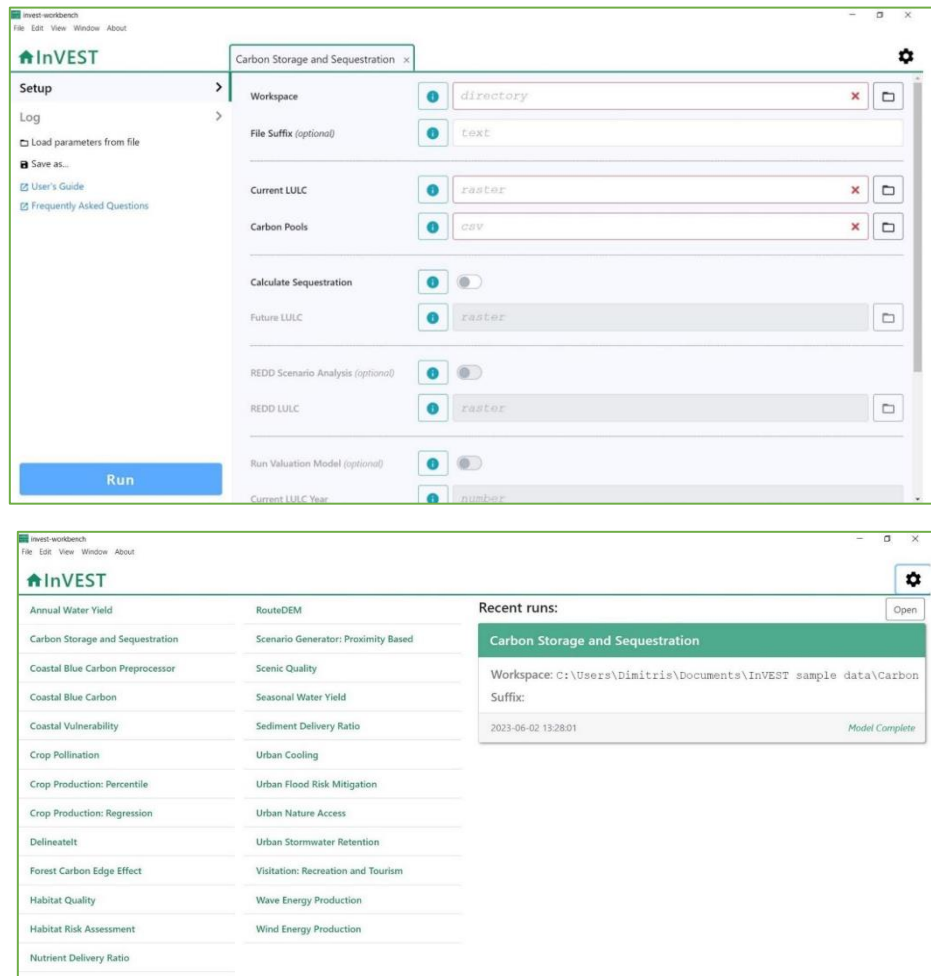 invest-workbench
File Edit View Window About
InVEST
Carbon Storage and Sequestration ×
Setup
Log
Load parameters from file
Save as...
User's Guide
Frequently Asked Questions
Run
Workspace directory
File Suffix (optional) text
Current LULC raster
Carbon Pools csv
Calculate Sequestration
Future LULC raster
REDD Scenario Analysis (optional)
REDD LULC raster
Run Valuation Model (optional)
Current LULC Year number
invest-workbench
File Edit View Window About
InVEST
Annual Water Yield
Carbon Storage and Sequestration
Coastal Blue Carbon Preprocessor
Coastal Blue Carbon
Coastal Vulnerability
Crop Pollination
Crop Production: Percentile
Crop Production: Regression
DelineateIt
Forest Carbon Edge Effect
Habitat Quality
Habitat Risk Assessment
Nutrient Delivery Ratio
RouteDEM
Scenario Generator: Proximity Based
Scenic Quality
Seasonal Water Yield
Sediment Delivery Ratio
Urban Cooling
Urban Flood Risk Mitigation
Urban Nature Access
Urban Stormwater Retention
Visitation: Recreation and Tourism
Wave Energy Production
Wind Energy Production
Recent runs:
Open
Carbon Storage and Sequestration
Workspace: C:\Users\Dimitris\Documents\InVEST sample data\Carbon
Suffix:
2023-06-02 13:28:01 Model Complete